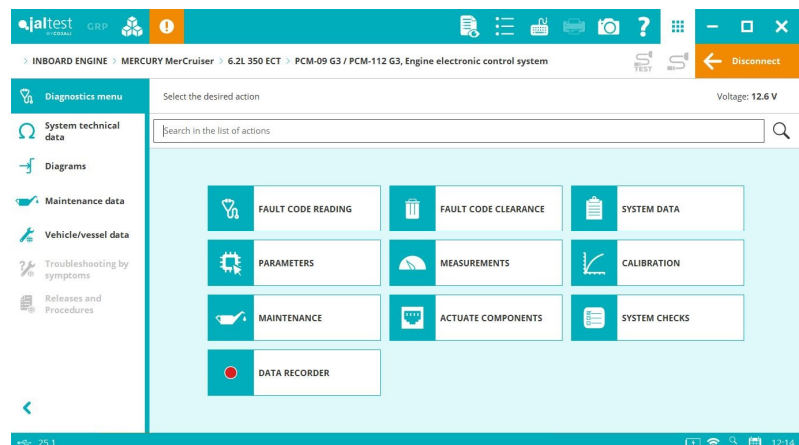 jaltest GRP
BY COJALI
INBOARD ENGINE > MERCURY MerCruiser > 6.2L 350 ECT > PCM-09 G3 / PCM-112 G3, Engine electronic control system
TEST
Disconnect
Diagnostics menu
Select the desired action
Voltage: 12.6 V
System technical
data
Search in the list of actions
Diagrams
Maintenance data
Vehicle/vessel data
Troubleshooting by
symptoms
Releases and
Procedures
FAULT CODE READING
FAULT CODE CLEARANCE
SYSTEM DATA
PARAMETERS
MEASUREMENTS
CALIBRATION
MAINTENANCE
ACTUATE COMPONENTS
SYSTEM CHECKS
DATA RECORDER
25.1
12:14